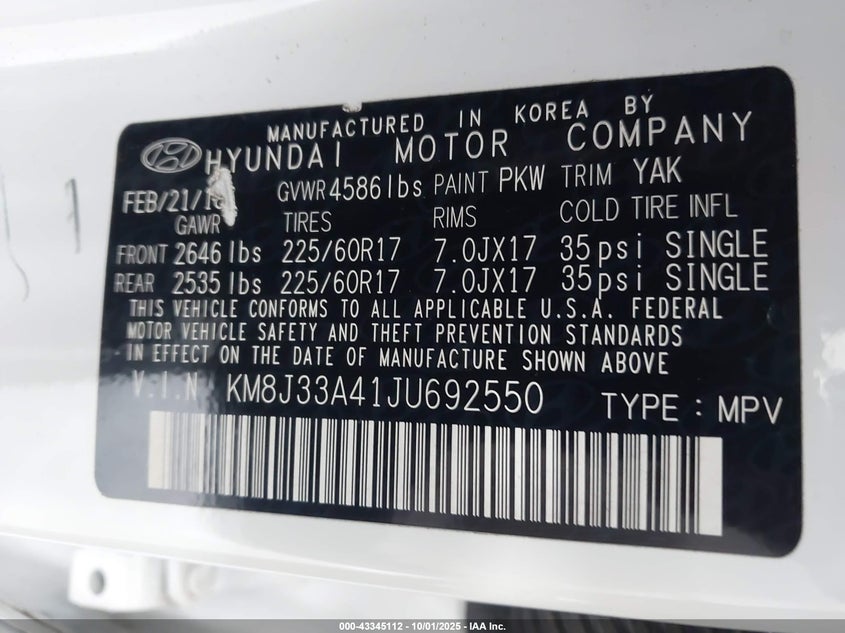 MANUFACTURED IN KOREA BY
HYUNDAI MOTOR COMPANY
FEB/21/1 GVWR 4586 lbs PAINT PKW TRIM YAK
GAWR TIRES RIMS COLD TIRE INFL
FRONT 2646 lbs 225/60R17 7.0JX17 35 psi SINGLE
REAR 2535 lbs 225/60R17 7.0JX17 35 psi SINGLE
THIS VEHICLE CONFORMS TO ALL APPLICABLE U.S.A. FEDERAL
MOTOR VEHICLE SAFETY AND THEFT PREVENTION STANDARDS
IN EFFECT ON THE DATE OF MANUFACTURE SHOWN ABOVE
V.I.N KM8J33A41JU692550 TYPE : MPV
000-43345112 - 10/01/2025 - IAA Inc.